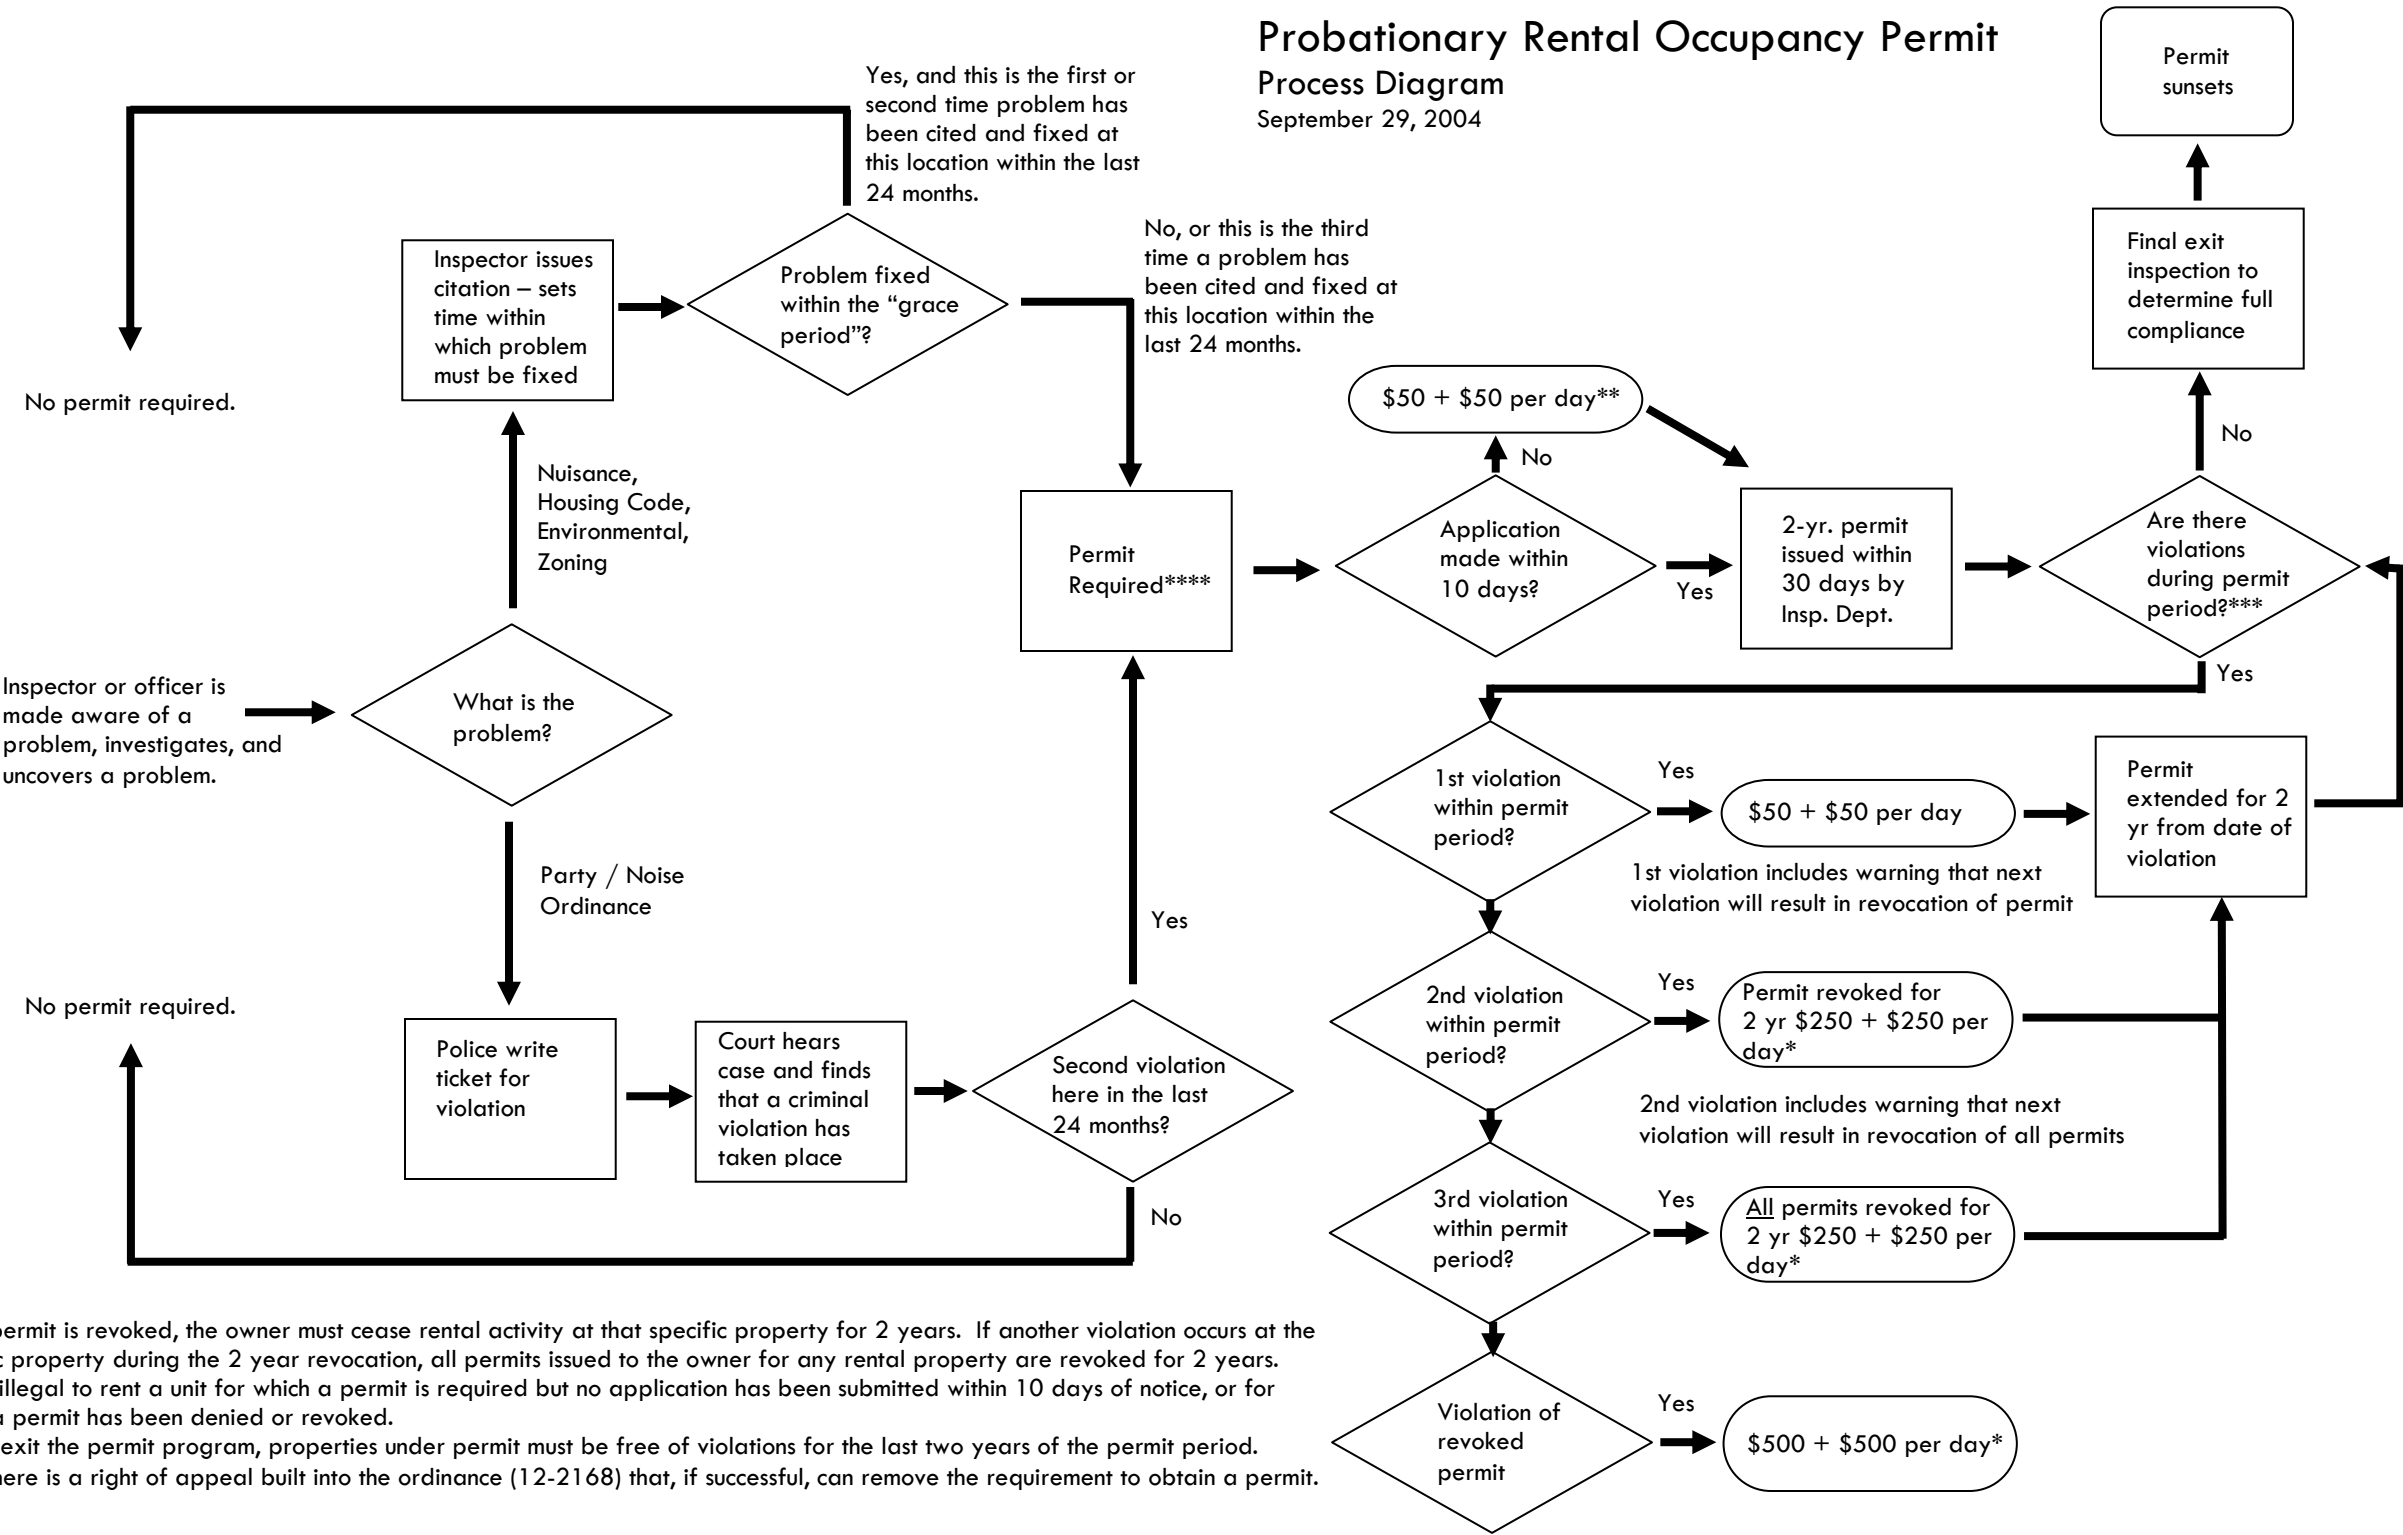 Probationary Rental Occupancy Permit
Process Diagram
September 29, 2004
Permit
sunsets
Yes, and this is the first or
second time problem has
been cited and fixed at
this location within the last
24 months.
No, or this is the third
time a problem has
been cited and fixed at
this location within the
last 24 months.
Inspector issues
citation – sets
time within
which problem
must be fixed
Problem fixed
within the “grace
period”?
Final exit
inspection to
determine full
compliance
No permit required.
$50 + $50 per day**
No
No
Nuisance,
Housing Code,
Environmental,
Zoning
Permit
Required****
Application
made within
10 days?
Yes
2-yr. permit
issued within
30 days by
Insp. Dept.
Are there
violations
during permit
period?***
Yes
Inspector or officer is
made aware of a
problem, investigates, and
uncovers a problem.
What is the
problem?
1st violation
within permit
period?
Yes
$50 + $50 per day
Permit
extended for 2
yr from date of
violation
1st violation includes warning that next
violation will result in revocation of permit
Party / Noise
Ordinance
Yes
No permit required.
Police write
ticket for
violation
Court hears
case and finds
that a criminal
violation has
taken place
Second violation
here in the last
24 months?
No
2nd violation
within permit
period?
Yes
Permit revoked for
2 yr $250 + $250 per
day*
2nd violation includes warning that next
violation will result in revocation of all permits
3rd violation
within permit
period?
Yes
All permits revoked for
2 yr $250 + $250 per
day*
Violation of
revoked
permit
Yes
$500 + $500 per day*
permit is revoked, the owner must cease rental activity at that specific property for 2 years. If another violation occurs at the
property during the 2 year revocation, all permits issued to the owner for any rental property are revoked for 2 years.
illegal to rent a unit for which a permit is required but no application has been submitted within 10 days of notice, or for
a permit has been denied or revoked.
exit the permit program, properties under permit must be free of violations for the last two years of the permit period.
here is a right of appeal built into the ordinance (12-2168) that, if successful, can remove the requirement to obtain a permit.